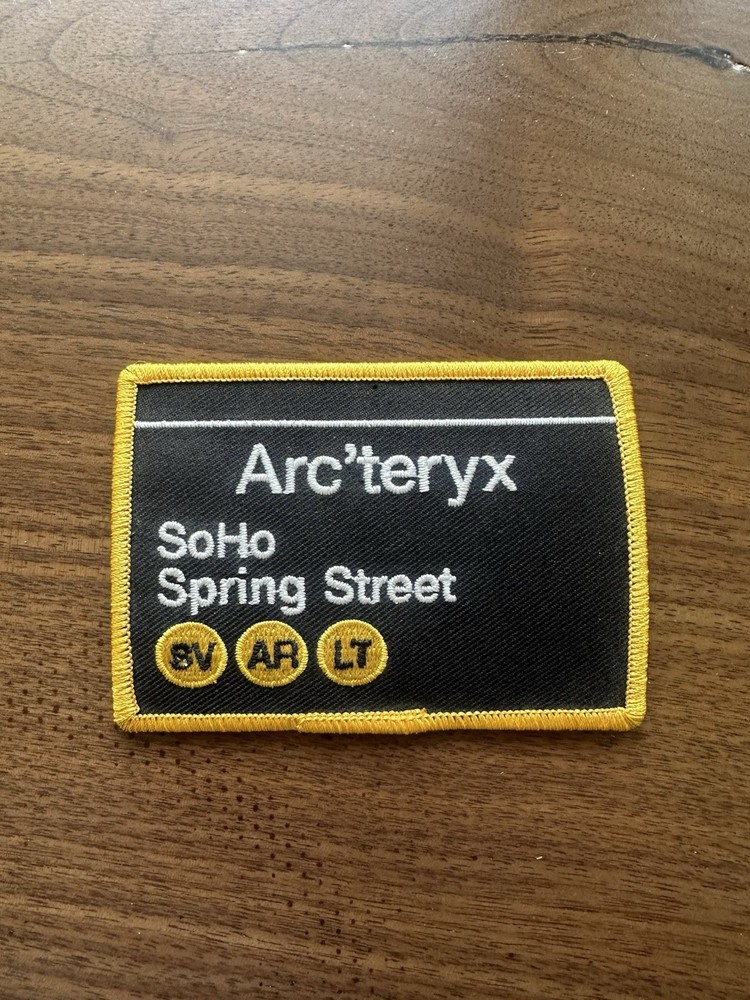 Arc'teryx
SoHo
Spring Street
SV AR LT